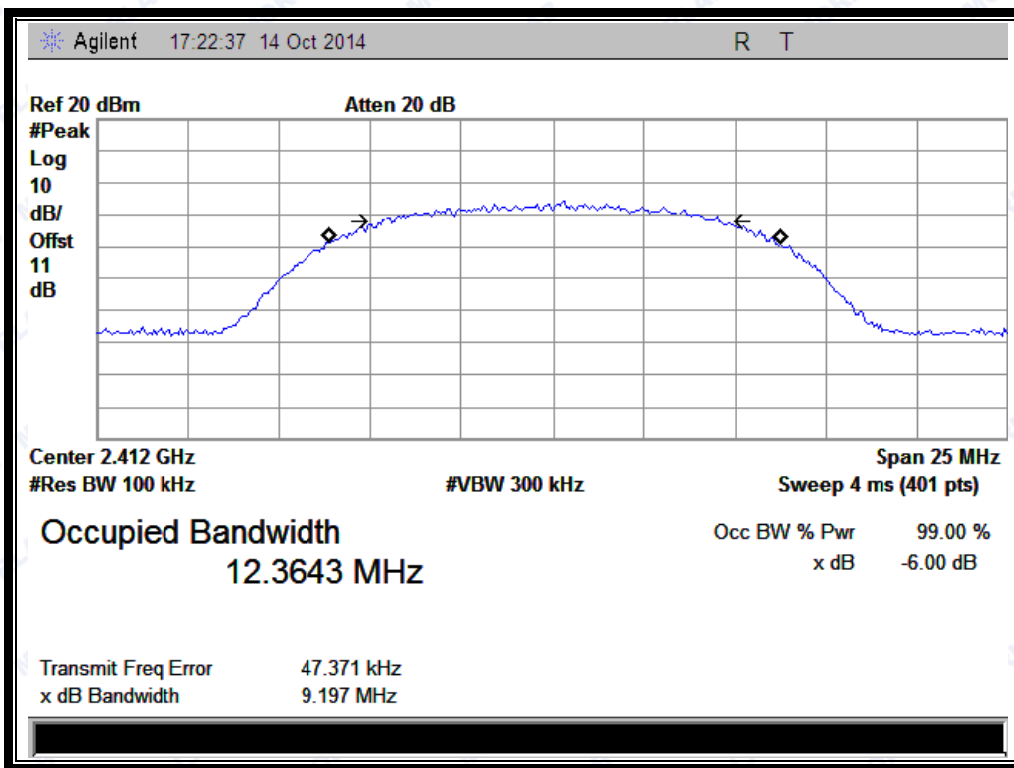 Agilent 17:22:37 14 Oct 2014 R T
Ref 20 dBm Atten 20 dB
#Peak
Log
10
dB/
Offst
11
dB
Center 2.412 GHz Span 25 MHz
#Res BW 100 kHz #VBW 300 kHz Sweep 4 ms (401 pts)
Occupied Bandwidth Occ BW % Pwr 99.00 %
12.3643 MHz x dB -6.00 dB
Transmit Freq Error 47.371 kHz
x dB Bandwidth 9.197 MHz